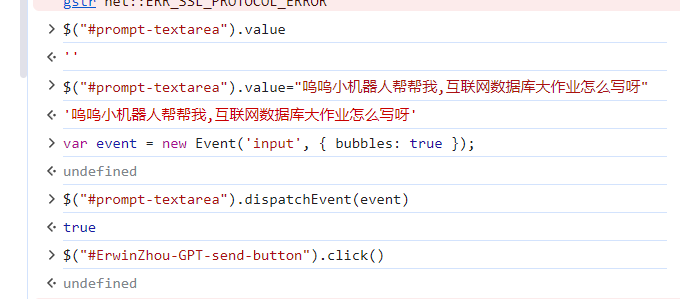 gstr net::ERR_SSL_PROTOCOL_ERROR
> $("#prompt-textarea").value
<· ''
> $("#prompt-textarea").value="呜呜小机器人帮帮我,互联网数据库大作业怎么写呀"
<· '呜呜小机器人帮帮我,互联网数据库大作业怎么写呀'
> var event = new Event('input', { bubbles: true });
<· undefined
> $("#prompt-textarea").dispatchEvent(event)
<· true
> $("#ErwinZhou-GPT-send-button").click()
<· undefined